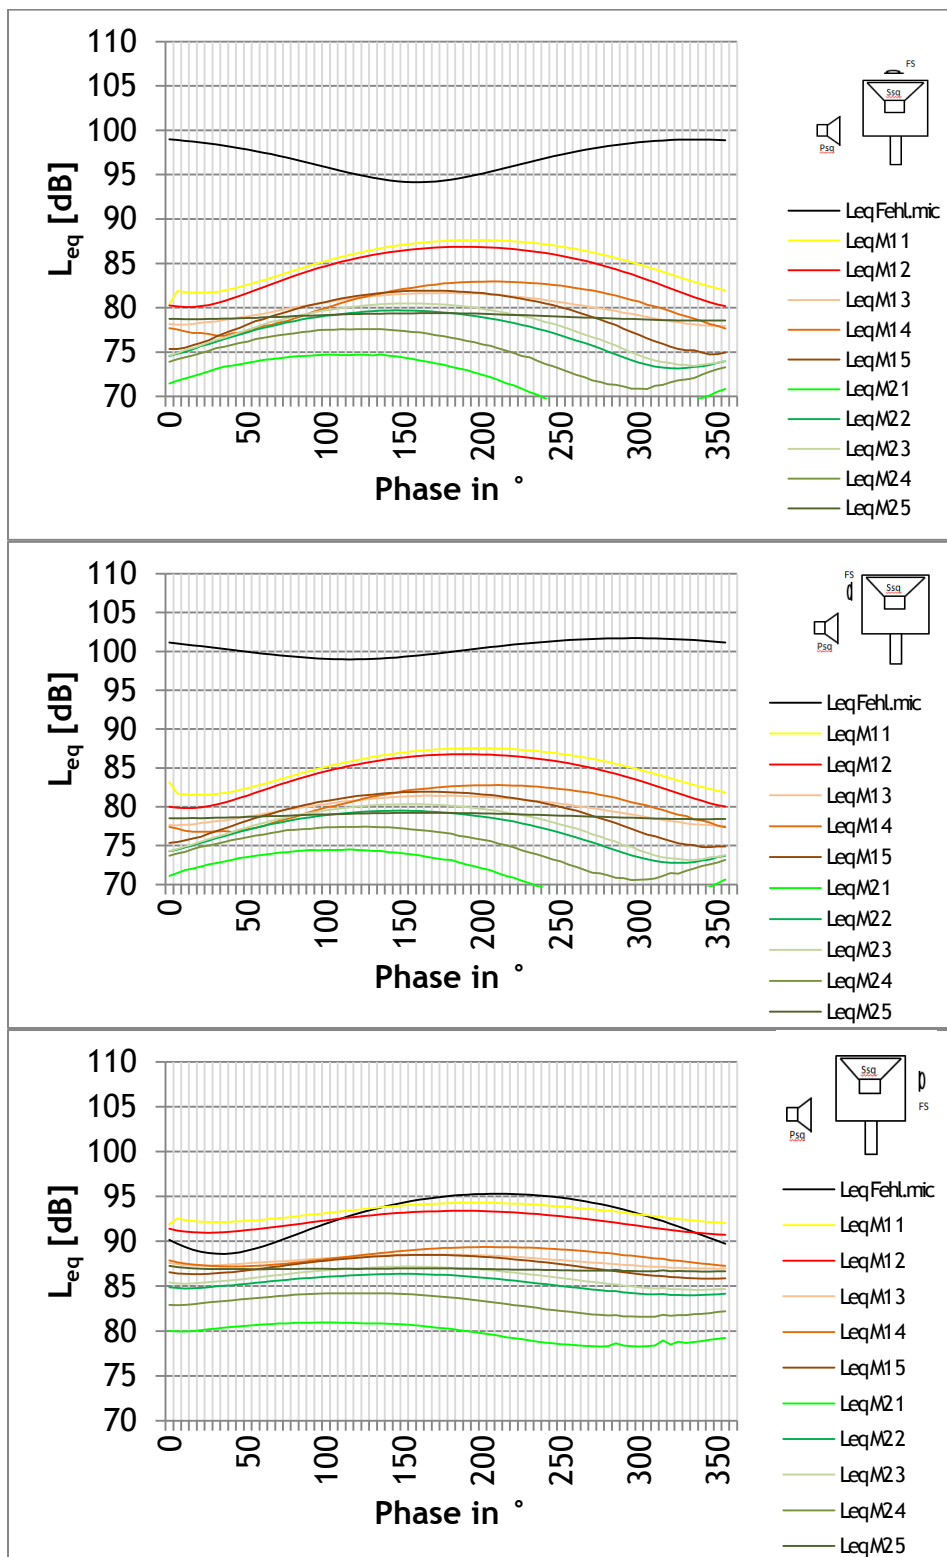 110
105
100
95
90
85
80
75
70
Leq [dB]
0
50
100
150
200
250
300
350
Phase in °
FS
Ssq
Psq
LeqFehl.mic
LeqM11
LeqM12
LeqM13
LeqM14
LeqM15
LeqM21
LeqM22
LeqM23
LeqM24
LeqM25
110
105
100
95
90
85
80
75
70
Leq [dB]
0
50
100
150
200
250
300
350
Phase in °
FS
Ssq
Psq
LeqFehl.mic
LeqM11
LeqM12
LeqM13
LeqM14
LeqM15
LeqM21
LeqM22
LeqM23
LeqM24
LeqM25
110
105
100
95
90
85
80
75
70
Leq [dB]
0
50
100
150
200
250
300
350
Phase in °
Ssq
FS
Psq
LeqFehl.mic
LeqM11
LeqM12
LeqM13
LeqM14
LeqM15
LeqM21
LeqM22
LeqM23
LeqM24
LeqM25